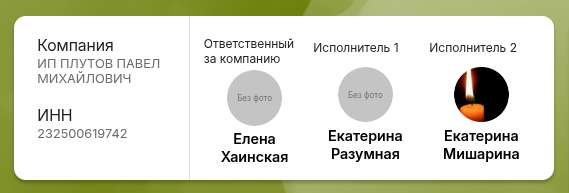 Компания
ИП ПЛУТОВ ПАВЕЛ
МИХАЙЛОВИЧ
ИНН
232500619742
Ответственный
за компанию
Без фото
Елена
Хаинская
Исполнитель 1
Без фото
Екатерина
Разумная
Исполнитель 2
Екатерина
Мишарина